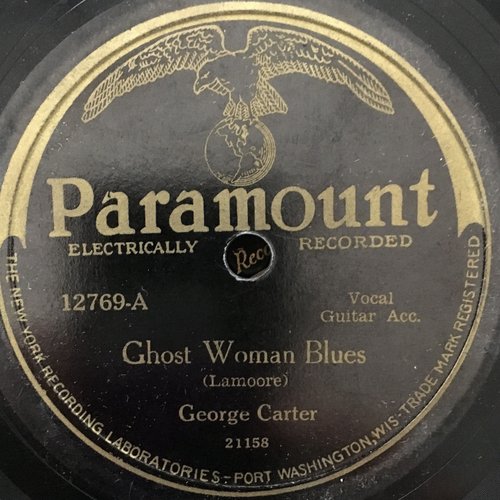 Paramount
ELECTRICALLY RECORDED
Reco
12769-A
Vocal
Guitar Acc.
Ghost Woman Blues
(Lamoore)
George Carter
21158
THE NEW YORK RECORDING LABORATORIES-PORT WASHINGTON, WIS-TRADE MARK REGISTERED